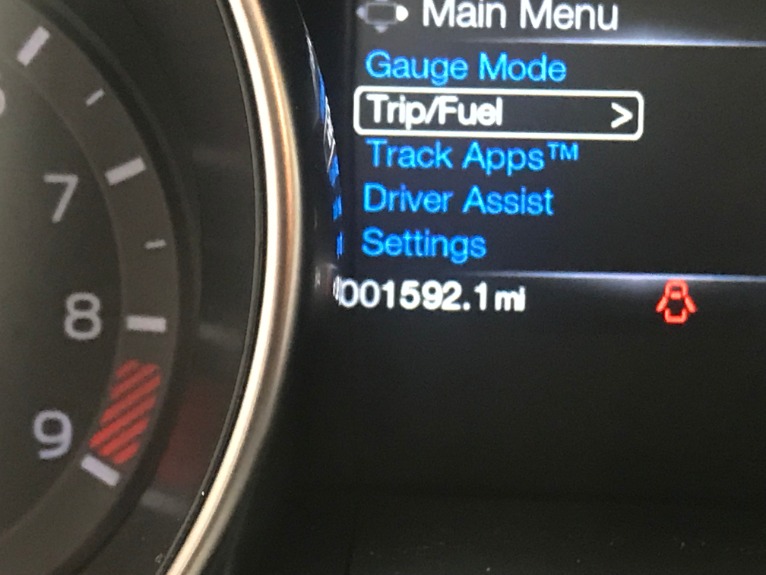 Main Menu
Gauge Mode
Trip/Fuel >
Track Apps™
Driver Assist
Settings
001592.1 mi
7
8
9